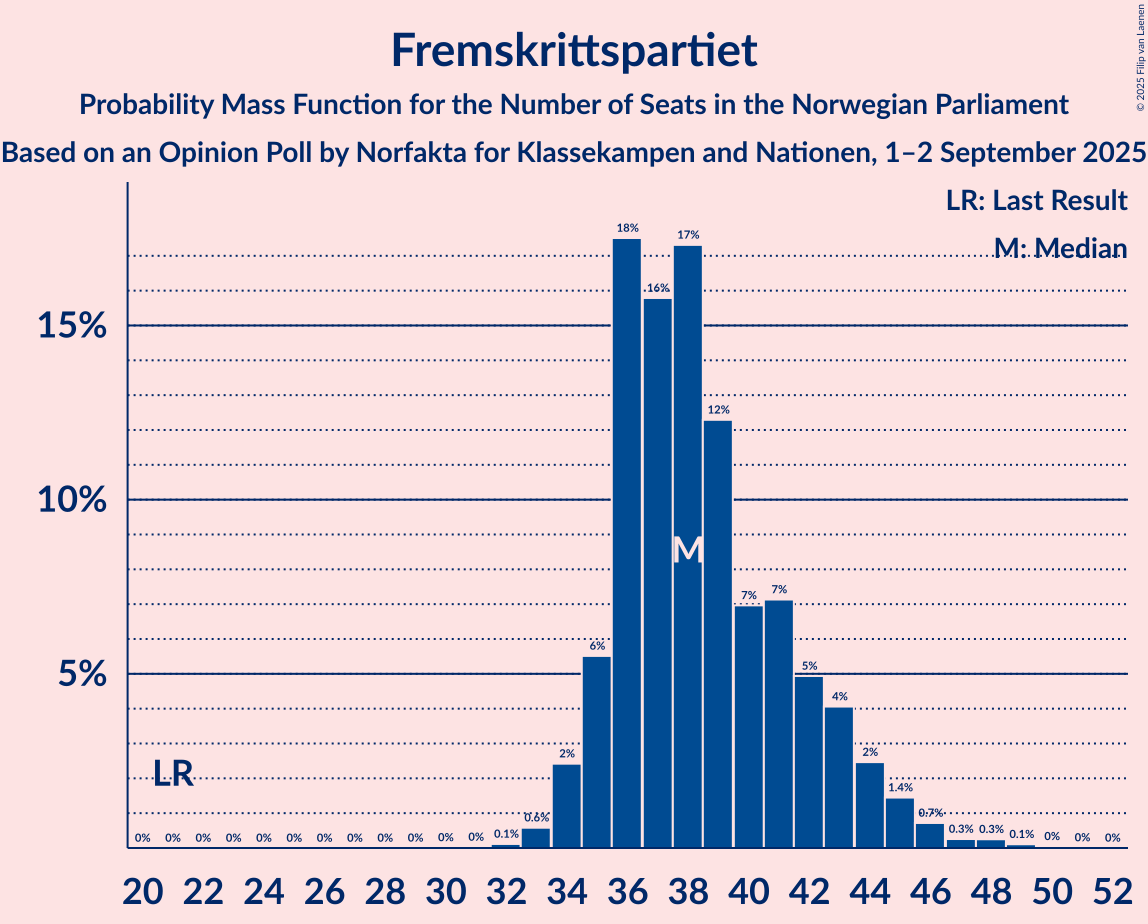 Fremskrittspartiet
Probability Mass Function for the Number of Seats in the Norwegian Parliament
Based on an Opinion Poll by Norfakta for Klassekampen and Nationen, 1–2 September 2025
© 2025 Filip van Laenen
LR: Last Result
M: Median
15%
10%
5%
LR
M
0% 0% 0% 0% 0% 0% 0% 0% 0% 0% 0% 0% 0.1% 0.6% 2% 6% 18% 16% 17% 12% 7% 7% 5% 4% 2% 1.4% 0.7% 0.3% 0.3% 0.1% 0% 0% 0%
20 22 24 26 28 30 32 34 36 38 40 42 44 46 48 50 52